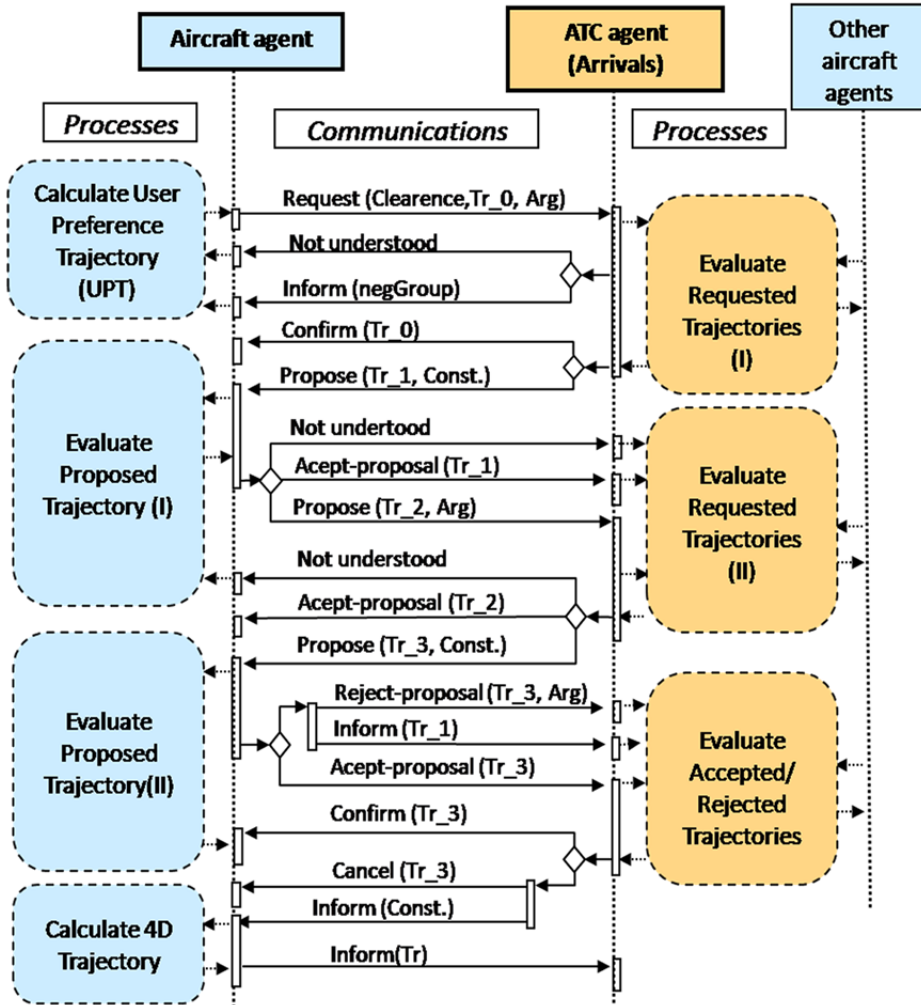 Aircraft agent
ATC agent
(Arrivals)
Other
aircraft
agents
Processes
Communications
Processes
Calculate User
Preference
Trajectory
(UPT)
Request (Clearence,Tr_0, Arg)
Not understood
Inform (negGroup)
Evaluate
Requested
Trajectories
(I)
Confirm (Tr_0)
Propose (Tr_1, Const.)
Evaluate
Proposed
Trajectory (I)
Not undertood
Acept-proposal (Tr_1)
Propose (Tr_2, Arg)
Evaluate
Requested
Trajectories
(II)
Not understood
Acept-proposal (Tr_2)
Propose (Tr_3, Const.)
Evaluate
Proposed
Trajectory(II)
Reject-proposal (Tr_3, Arg)
Inform (Tr_1)
Acept-proposal (Tr_3)
Evaluate
Accepted/
Rejected
Trajectories
Confirm (Tr_3)
Cancel (Tr_3)
Inform (Const.)
Calculate 4D
Trajectory
Inform(Tr)